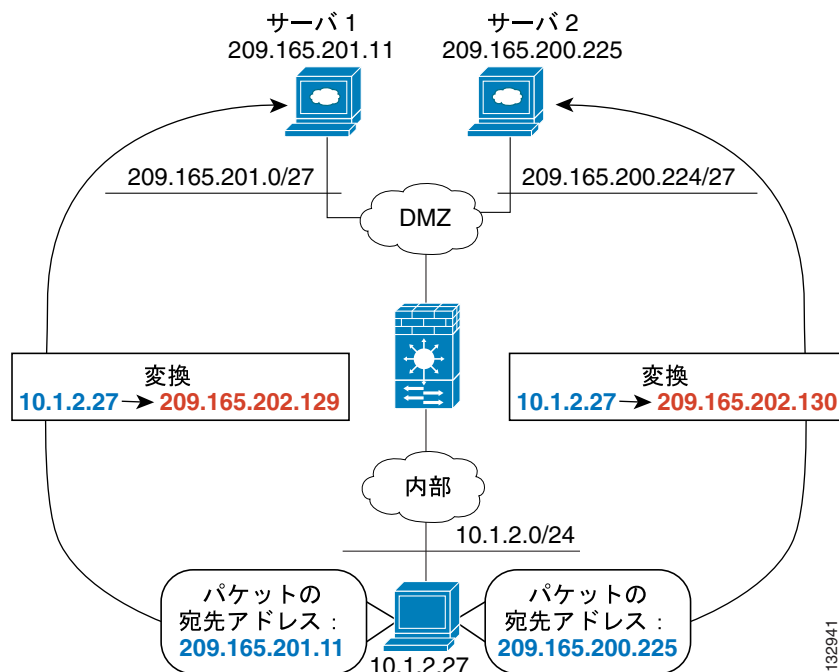 サーバ 1
209.165.201.11
サーバ 2
209.165.200.225
209.165.201.0/27
209.165.200.224/27
DMZ
変換
10.1.2.27 → 209.165.202.129
変換
10.1.2.27 → 209.165.202.130
内部
10.1.2.0/24
パケットの
宛先アドレス：
209.165.201.11
パケットの
宛先アドレス：
209.165.200.225
10.1.2.27
132941